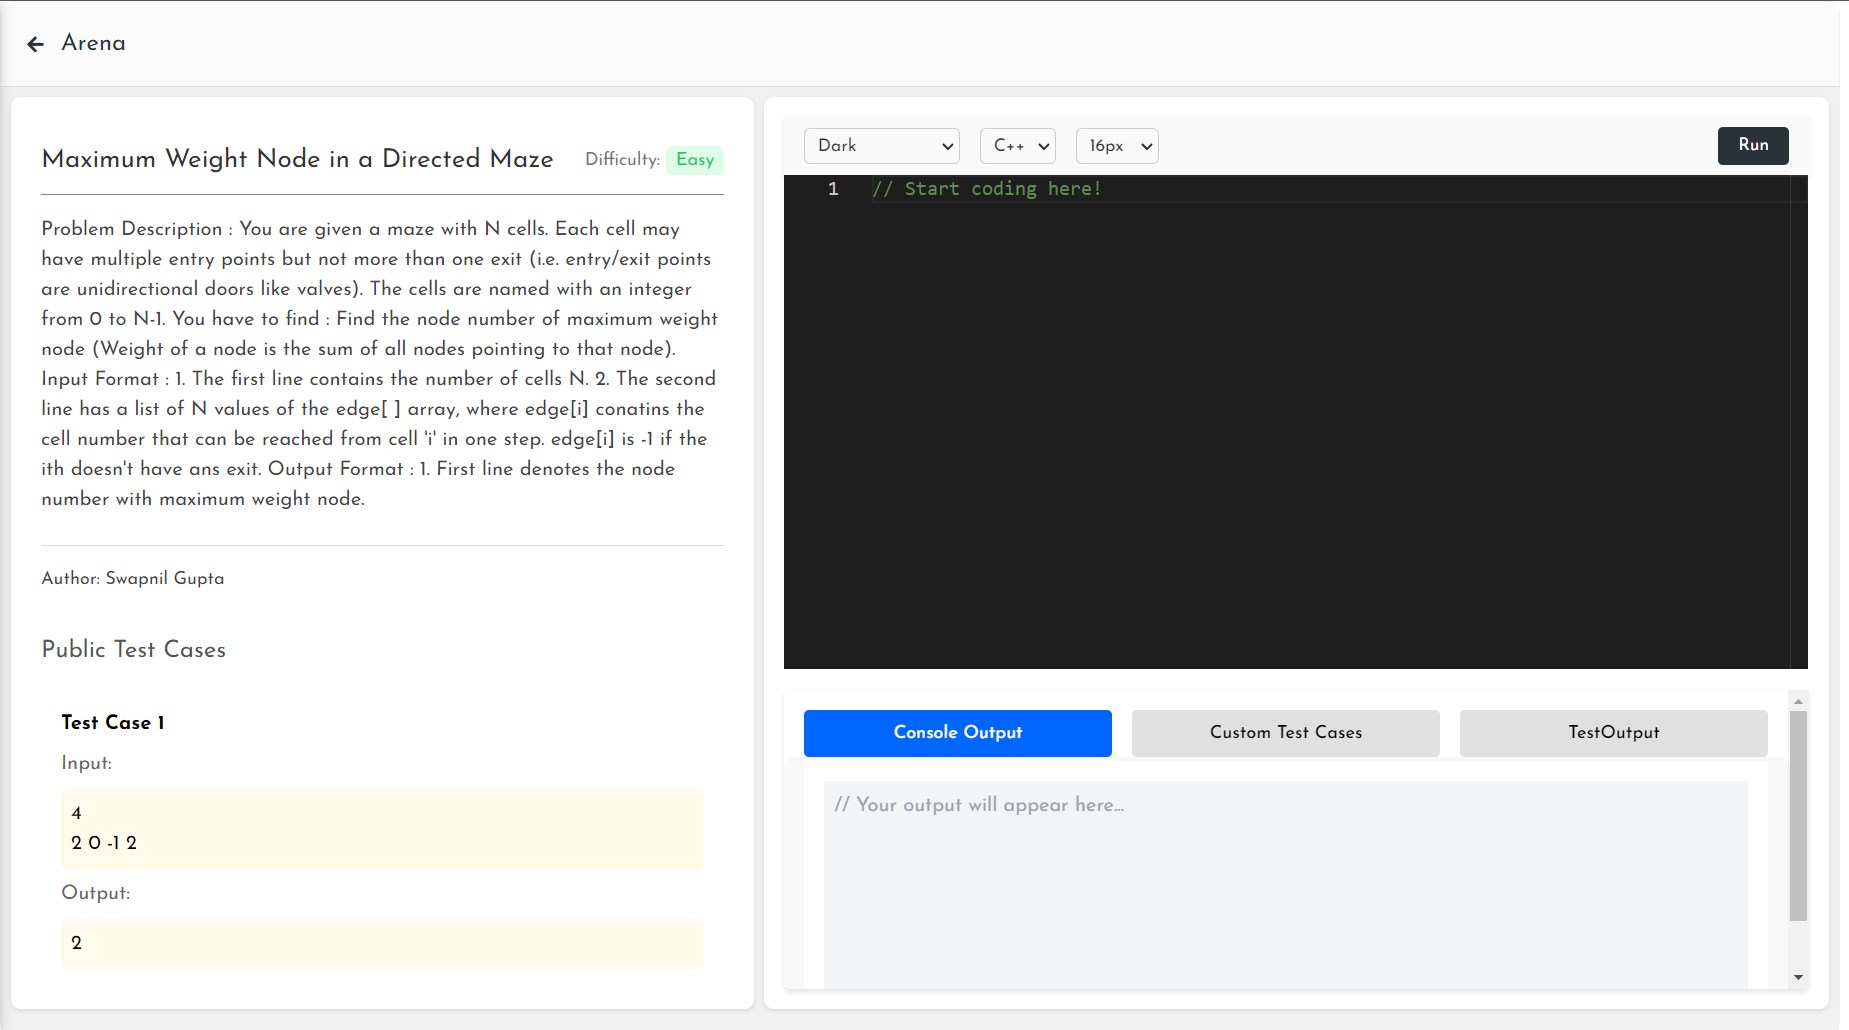 Arena
Maximum Weight Node in a Directed Maze
Difficulty: Easy
Problem Description : You are given a maze with N cells. Each cell may
have multiple entry points but not more than one exit (i.e. entry/exit points
are unidirectional doors like valves). The cells are named with an integer
from 0 to N-1. You have to find : Find the node number of maximum weight
node (Weight of a node is the sum of all nodes pointing to that node).
Input Format : 1. The first line contains the number of cells N. 2. The second
line has a list of N values of the edge[ ] array, where edge[i] conatins the
cell number that can be reached from cell 'i' in one step. edge[i] is -1 if the
ith doesn't have ans exit. Output Format : 1. First line denotes the node
number with maximum weight node.
Author: Swapnil Gupta
Public Test Cases
Test Case 1
Input:
4
2 0 -1 2
Output:
2
Dark
C++
16px
Run
1 // Start coding here!
Console Output
Custom Test Cases
TestOutput
// Your output will appear here...